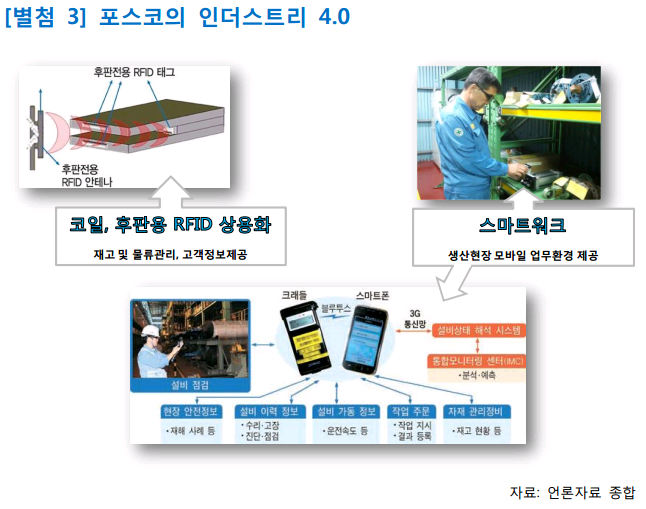 [별첨 3] 포스코의 인더스트리 4.0
후판전용 RFID 태그
후판전용
RFID 안테나
코일, 후판용 RFID 상용화
재고 및 물류관리, 고객정보제공
스마트워크
생산현장 모바일 업무환경 제공
크래들
스마트폰
블루투스
3G
통신망
설비상태 해석 시스템
통합모니터링 센터(IMC)
· 분석·예측
설비 점검
현장 안전정보
· 재해 사례 등
설비 이력 정보
· 수리·고장
· 진단·점검
설비 가동 정보
· 운전속도 등
작업 주문
· 작업 지시
· 결과 등록
자재 관리정비
· 재고 현황 등
자료: 언론자료 종합